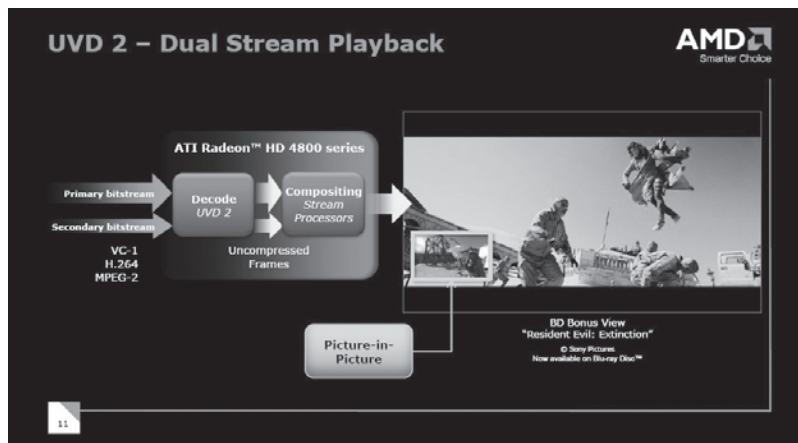 UVD 2 – Dual Stream Playback
AMD
Smarter Choice
ATI Radeon™ HD 4800 series
Primary bitstream
Secondary bitstream
Decode
UVD 2
Compositing
Stream
Processors
VC-1
H.264
MPEG-2
Uncompressed
Frames
Picture-in-
Picture
BD Bonus View
"Resident Evil: Extinction"
© Sony Pictures
Now available on Blu-ray Disc™
11